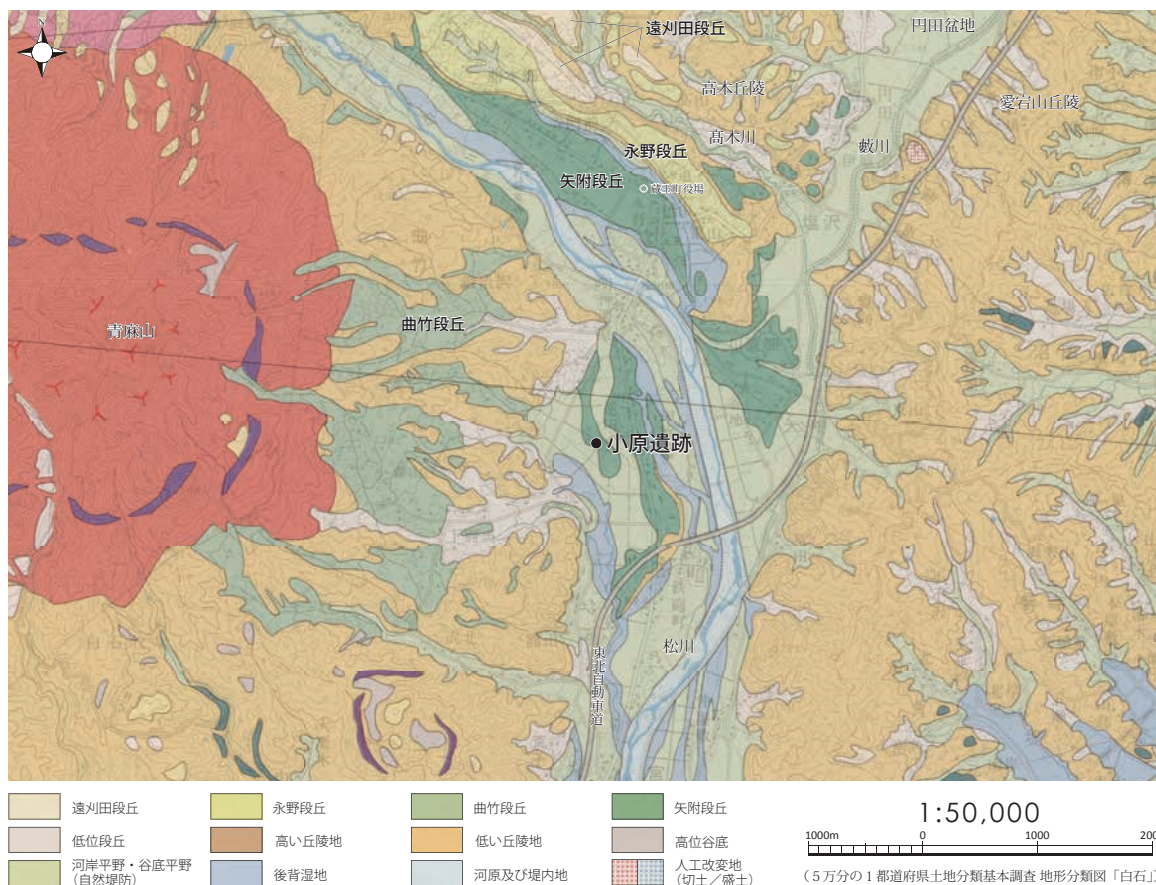 N
遠刈田段丘
円田盆地
高木丘陵
愛宕山丘陵
髙木川
藪川
永野段丘
矢附段丘
蔵王町役場
塩沢
曲竹段丘
青麻山
小原遺跡
松川
東北自動車道
遠刈田段丘
永野段丘
曲竹段丘
矢附段丘
低位段丘
高い丘陵地
低い丘陵地
高位谷底
河岸平野・谷底平野
(自然堤防)
後背湿地
河原及び堤内地
人工改変地
(切土/盛土)
1:50,000
1000m 0 1000 200
(5万分の1都道府県土地分類基本調査 地形分類図「白石」)